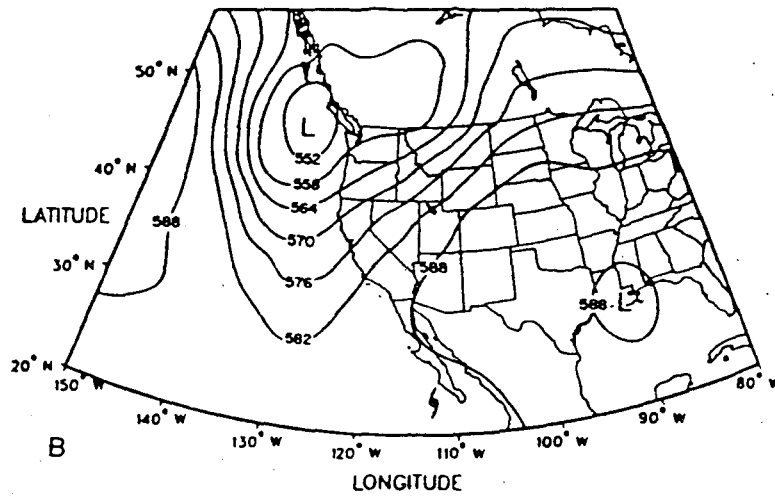 50° N
L
552
40° N
558
LATITUDE
588
564
570
30° N
588
576
588
L
582
20° N
150° W
80° W
140° W
90° W
130° W
100° W
120° W
110° W
B
LONGITUDE